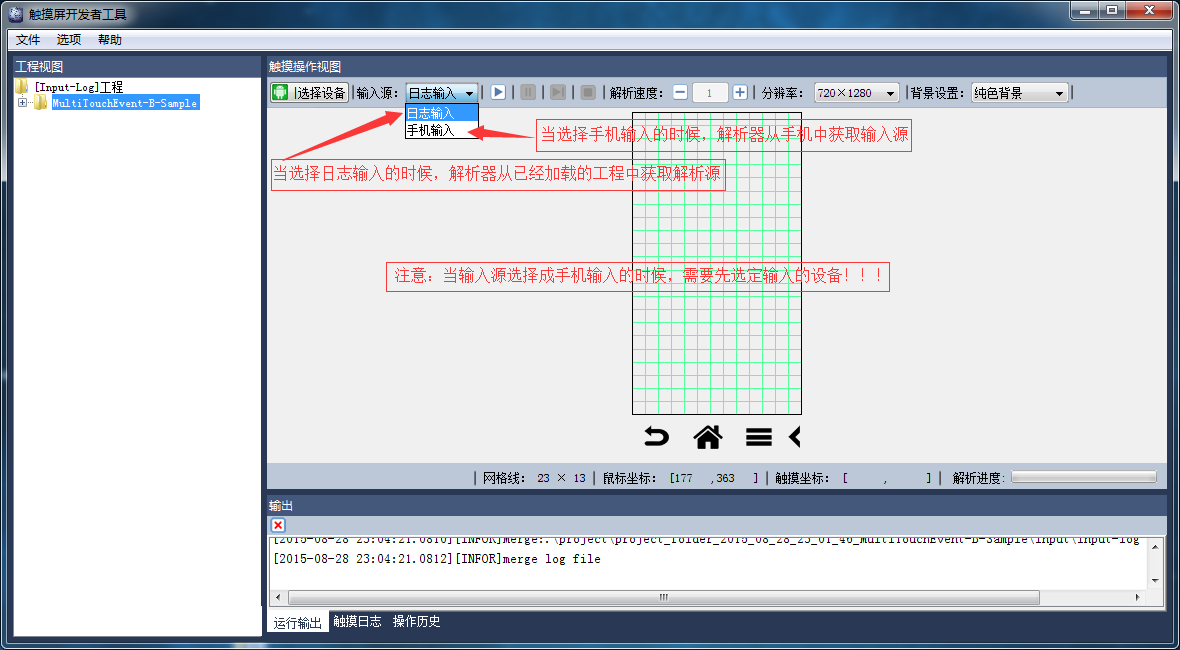 触摸屏开发者工具
文件 选项 帮助
工程视图
[Input-Log]工程
MultiTouchEvent-B-Sample
触摸操作视图
选择设备 输入源： 日志输入 解析速度： 1 分辨率： 720×1280 背景设置： 纯色背景
日志输入
手机输入
当选择手机输入的时候，解析器从手机中获取输入源
当选择日志输入的时候，解析器从已经加载的工程中获取解析源
注意：当输入源选择成手机输入的时候，需要先选定输入的设备！！！
网格线： 23 × 13 鼠标坐标： [177 ,363 ] 触摸坐标： [ , ] 解析进度:
输出
[2015-08-28 23:04:21.0810][INFOR]merge:.\project\project_folder_2015_08_28_23_01_46_MultiTouchEvent-B-Sample\input\input-log
[2015-08-28 23:04:21.0812][INFOR]merge log file
运行输出 触摸日志 操作历史